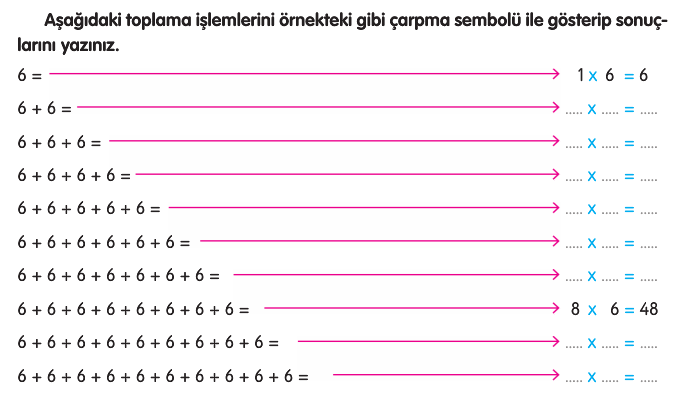 Aşağıdaki toplama işlemlerini örnekteki gibi çarpma sembolü ile gösterip sonuç-
larını yazınız.
6 = 1 x 6 = 6
6 + 6 = ..... x ..... = .....
6 + 6 + 6 = ..... x ..... = .....
6 + 6 + 6 + 6 = ..... x ..... = .....
6 + 6 + 6 + 6 + 6 = ..... x ..... = .....
6 + 6 + 6 + 6 + 6 + 6 = ..... x ..... = .....
6 + 6 + 6 + 6 + 6 + 6 + 6 = ..... x ..... = .....
6 + 6 + 6 + 6 + 6 + 6 + 6 + 6 = 8 x 6 = 48
6 + 6 + 6 + 6 + 6 + 6 + 6 + 6 + 6 = ..... x ..... = .....
6 + 6 + 6 + 6 + 6 + 6 + 6 + 6 + 6 + 6 = ..... x ..... = .....